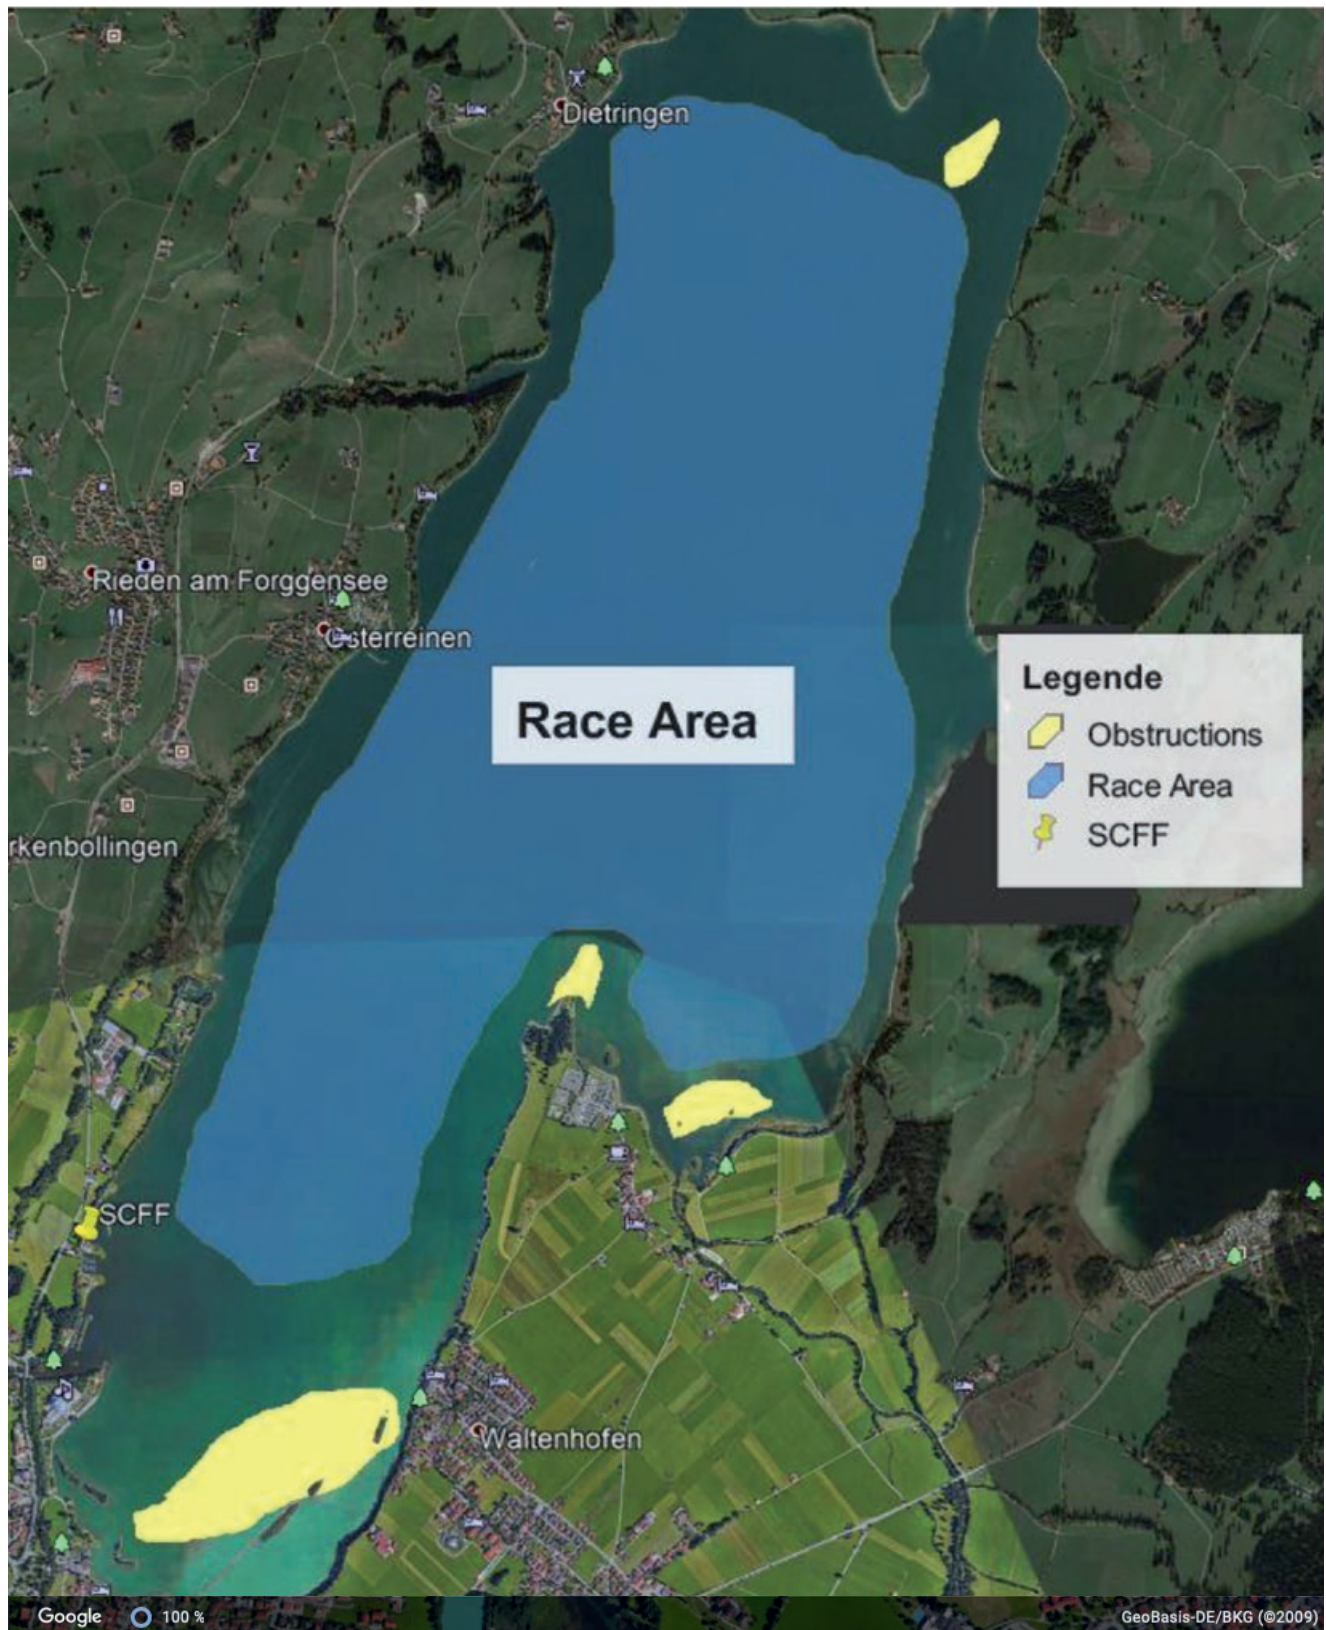 Dietringen
Rieden am Forggensee
Osterreinen
Race Area
Legende
Obstructions
Race Area
SCFF
rkenbollingen
SCFF
Waltenhofen
Google
100 %
GeoBasis-DE/BKG (©2009)